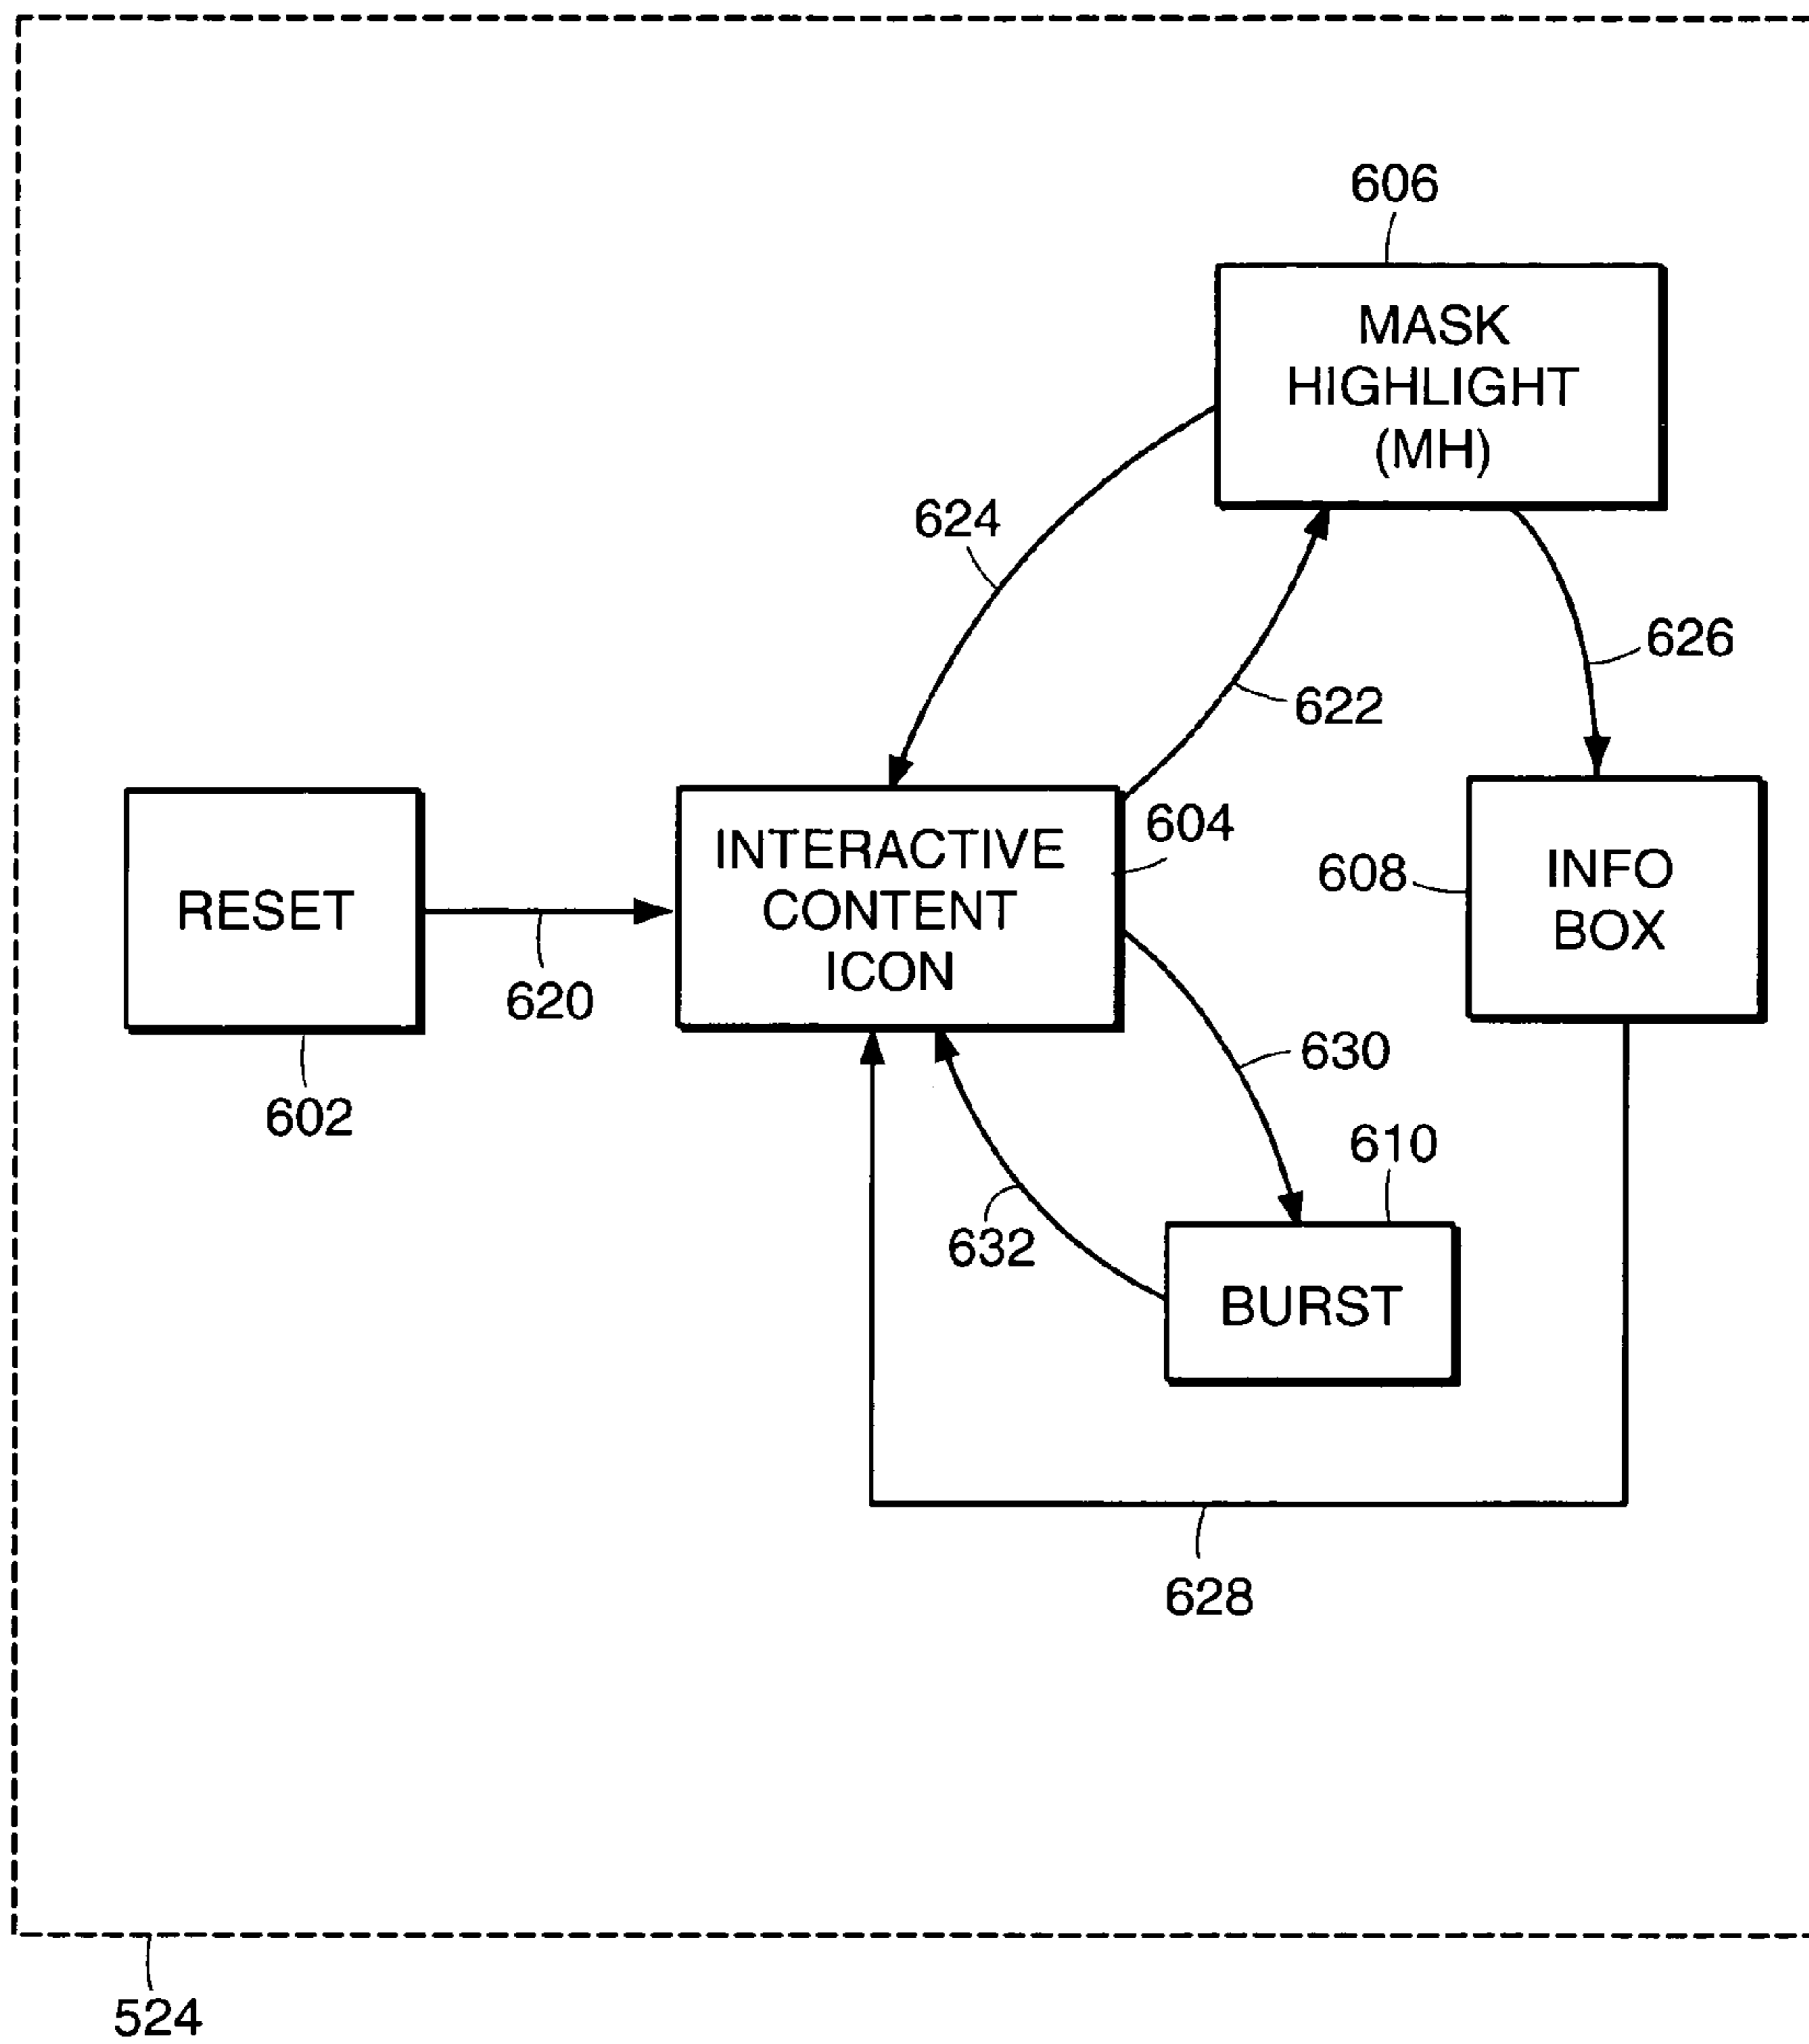 606
MASK
HIGHLIGHT
(MH)
624
626
622
604
INTERACTIVE
CONTENT
ICON
608
INFO
BOX
RESET
620
630
602
610
632
BURST
628
524